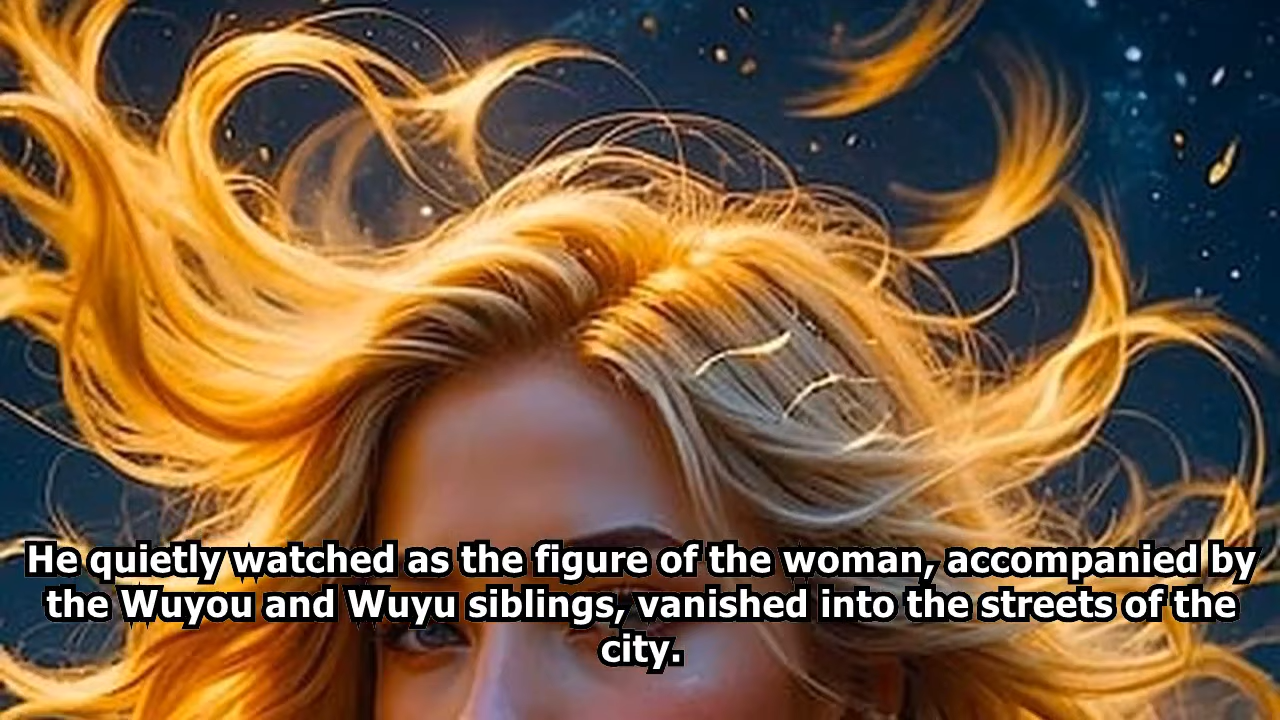 He quietly watched as the figure of the woman, accompanied by
the Wuyou and Wuyu siblings, vanished into the streets of the
city.